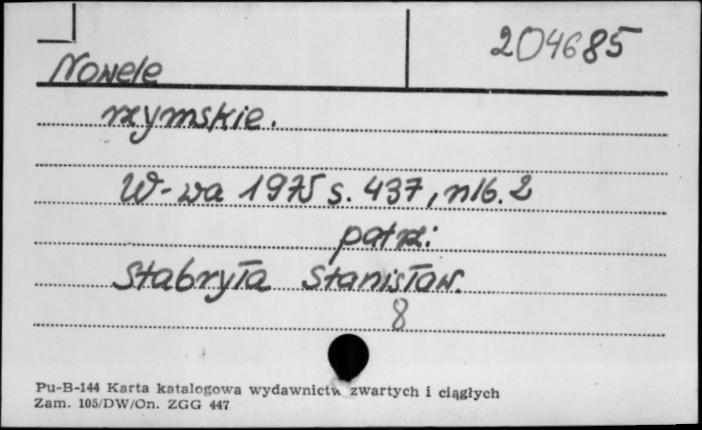 204685
Nowele
rzymskie.
W-wa 1975 s. 437, nlb. 2
patrz:
Stabryła Stanisław.
8
Pu-B-144 Karta katalogowa wydawnictw zwartych i ciągłych
Zam. 105/DW/On. ZGG 447